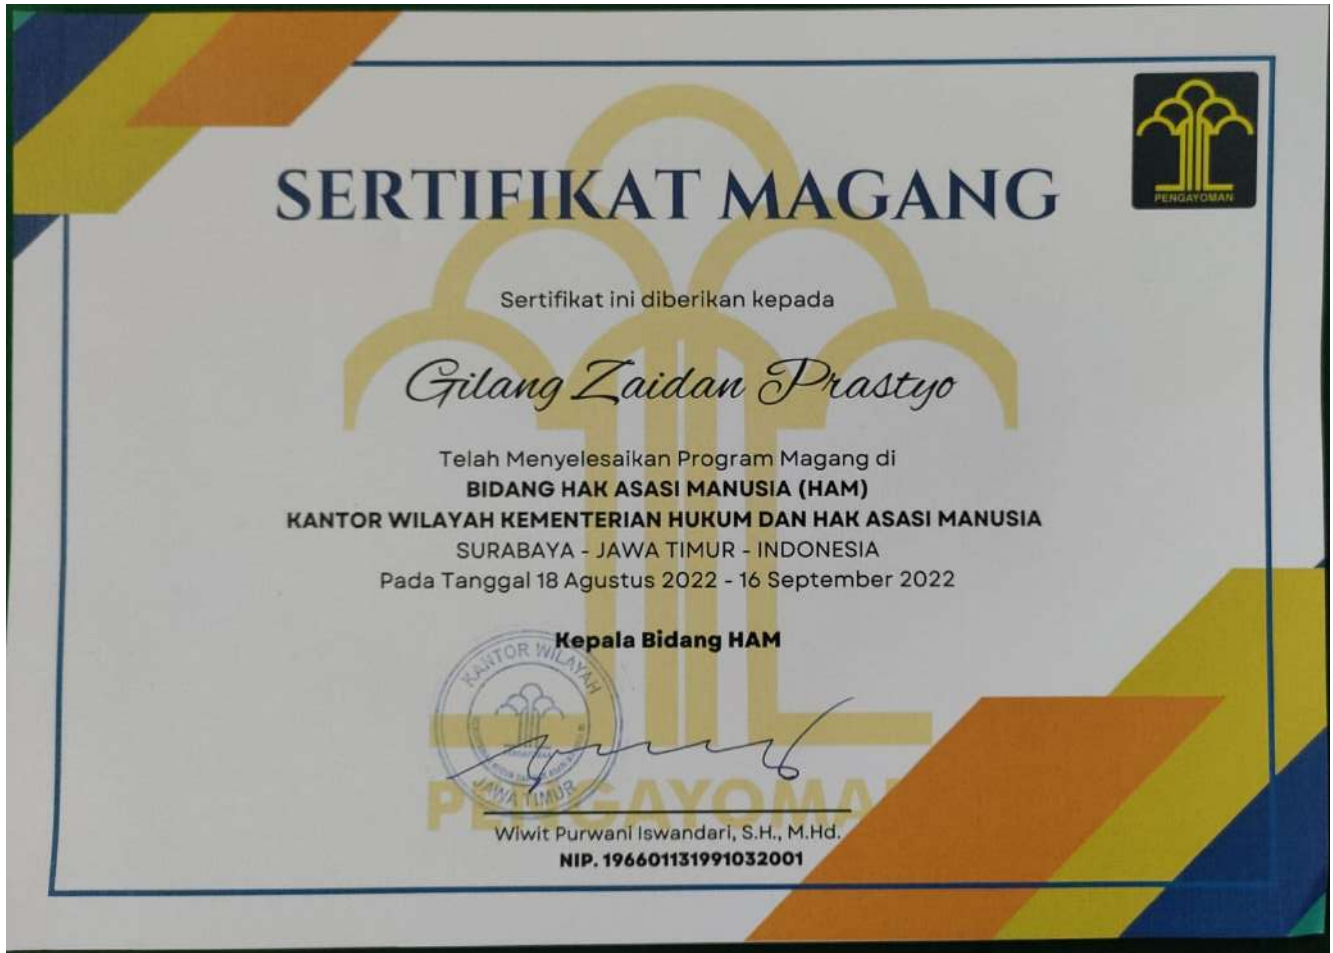 PENGAYOMAN
SERTIFIKAT MAGANG
Sertifikat ini diberikan kepada
Gilang Zaidan Prastyo
Telah Menyelesaikan Program Magang di
BIDANG HAK ASASI MANUSIA (HAM)
KANTOR WILAYAH KEMENTERIAN HUKUM DAN HAK ASASI MANUSIA
SURABAYA - JAWA TIMUR - INDONESIA
Pada Tanggal 18 Agustus 2022 - 16 September 2022
Kepala Bidang HAM
KANTOR WILAYAH
JAWA TIMUR
PENGAYOMA
Wiwit Purwani Iswandari, S.H., M.Hd.
NIP. 196601131991032001